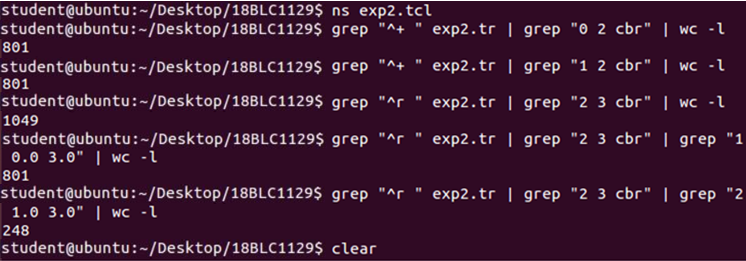 student@ubuntu:~/Desktop/18BLC1129$ ns exp2.tcl
student@ubuntu:~/Desktop/18BLC1129$ grep "^+ " exp2.tr | grep "0 2 cbr" | wc -l
801
student@ubuntu:~/Desktop/18BLC1129$ grep "^+ " exp2.tr | grep "1 2 cbr" | wc -l
801
student@ubuntu:~/Desktop/18BLC1129$ grep "^r " exp2.tr | grep "2 3 cbr" | wc -l
1049
student@ubuntu:~/Desktop/18BLC1129$ grep "^r " exp2.tr | grep "2 3 cbr" | grep "1
 0.0 3.0" | wc -l
801
student@ubuntu:~/Desktop/18BLC1129$ grep "^r " exp2.tr | grep "2 3 cbr" | grep "2
 1.0 3.0" | wc -l
248
student@ubuntu:~/Desktop/18BLC1129$ clear